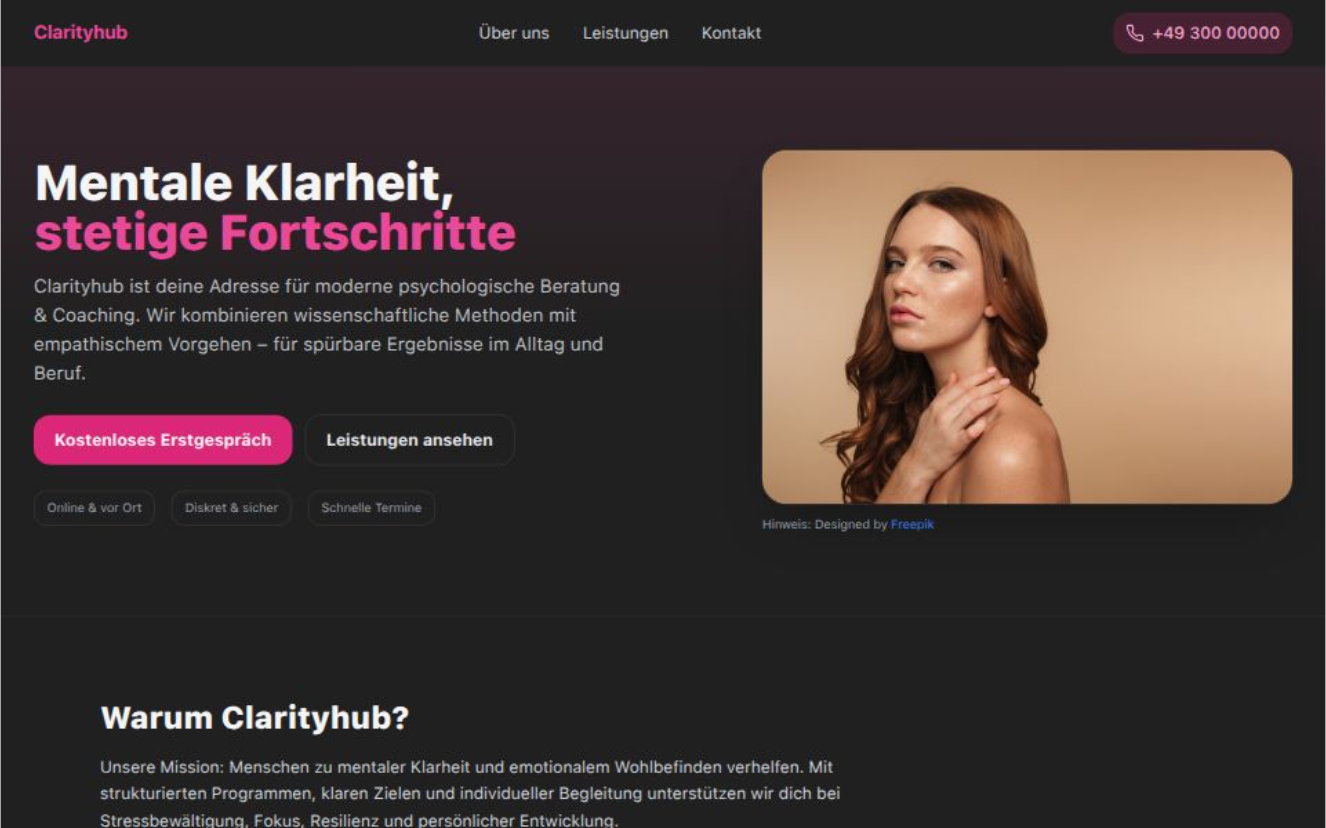 Clarityhub
Über uns
Leistungen
Kontakt
+49 300 00000
Mentale Klarheit,
stetige Fortschritte
Clarityhub ist deine Adresse für moderne psychologische Beratung
& Coaching. Wir kombinieren wissenschaftliche Methoden mit
empathischem Vorgehen – für spürbare Ergebnisse im Alltag und
Beruf.
Kostenloses Erstgespräch
Leistungen ansehen
Online & vor Ort
Diskret & sicher
Schnelle Termine
Hinweis: Designed by Freepik
Warum Clarityhub?
Unsere Mission: Menschen zu mentaler Klarheit und emotionalem Wohlbefinden verhelfen. Mit
strukturierten Programmen, klaren Zielen und individueller Begleitung unterstützen wir dich bei
Stressbewältigung, Fokus, Resilienz und persönlicher Entwicklung.